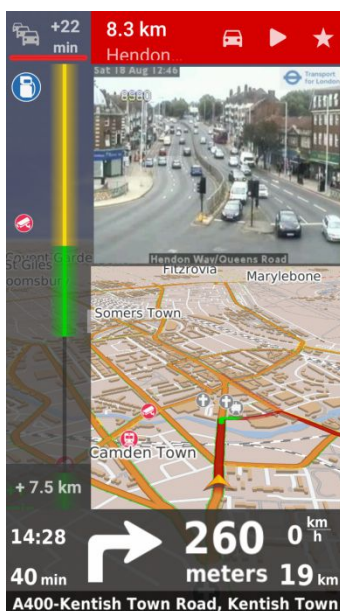 +22
min
8.3 km
Hendon...
Sat 18 Aug 12:46
Transport
for London
Hendon Way/Queens Road
St Giles
Fitzrovia
Marylebone
Somers Town
Camden Town
+ 7.5 km
14:28
260
0 km
h
40 min
meters
19 km
A400-Kentish Town Road, Kentish Town